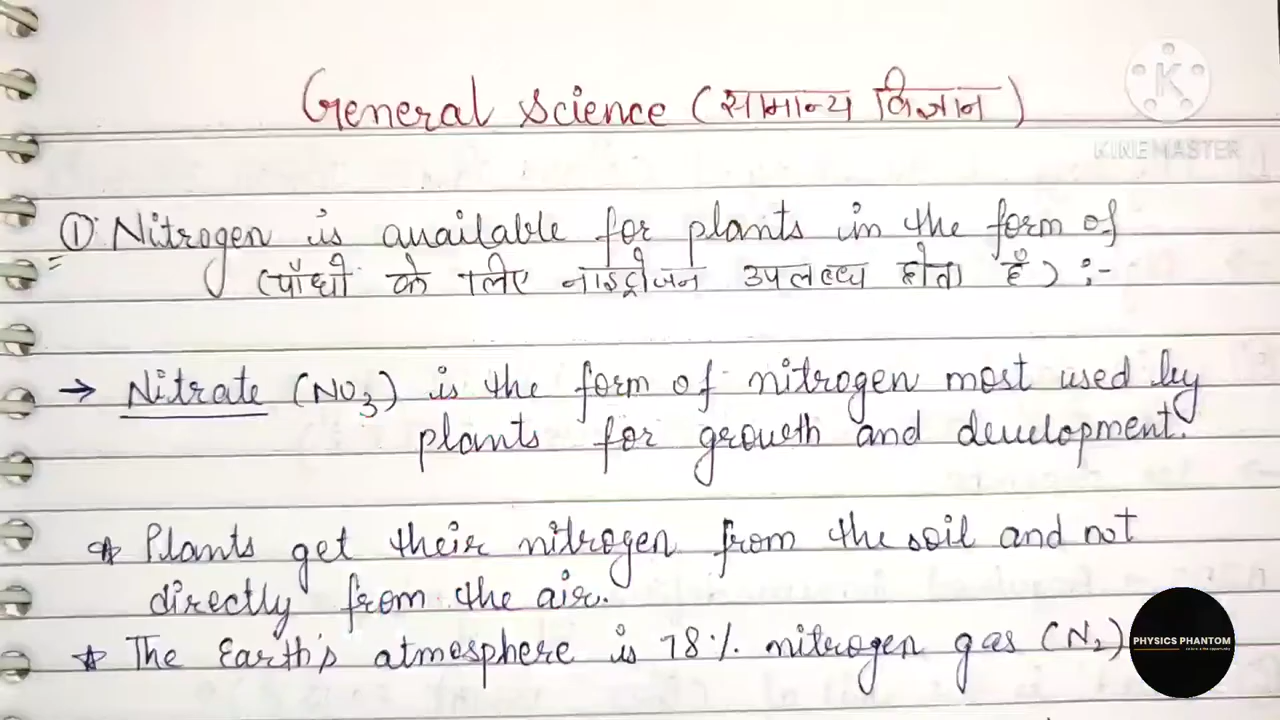 General Science (सामान्य विज्ञान)
KINEMASTER
① Nitrogen is available for plants in the form of
(पौधों के लिए नाइट्रोजन उपलब्ध होता है) :-
→ Nitrate (NO₃) is the form of nitrogen most used by
plants for growth and development.
☆ Plants get their nitrogen from the soil and not
directly from the air.
☆ The Earth's atmosphere is 78% nitrogen gas (N₂)
PHYSICS PHANTOM